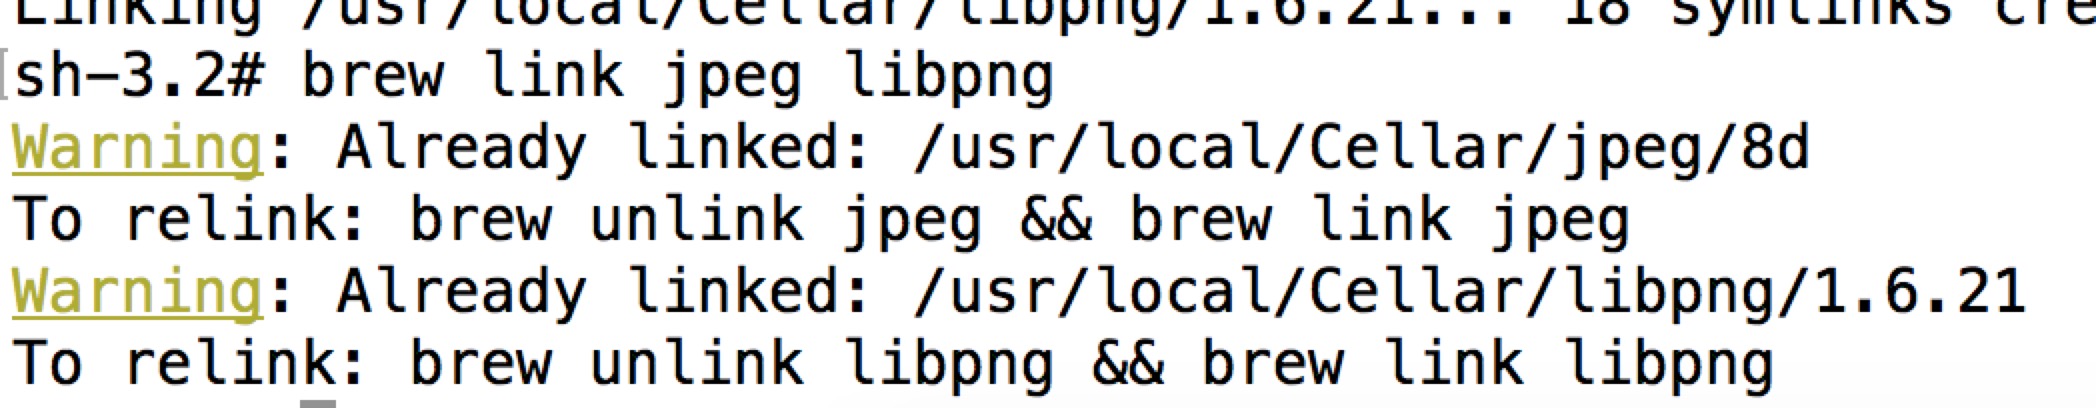 Linking /usr/local/Cellar/libpng/1.6.21... 18 symlinks cre
[sh-3.2# brew link jpeg libpng
Warning: Already linked: /usr/local/Cellar/jpeg/8d
To relink: brew unlink jpeg && brew link jpeg
Warning: Already linked: /usr/local/Cellar/libpng/1.6.21
To relink: brew unlink libpng && brew link libpng